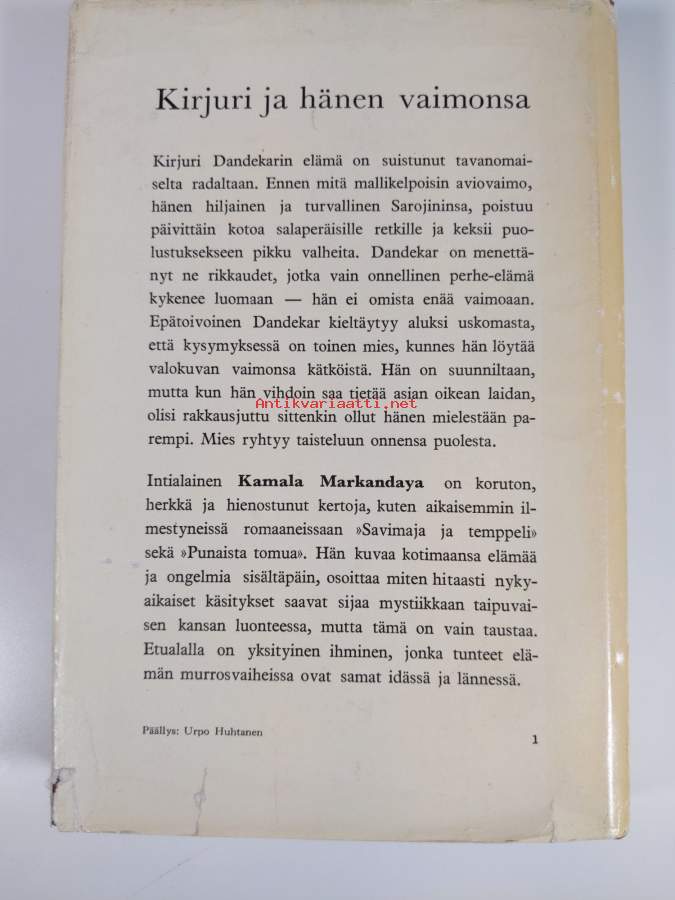 Kirjuri ja hänen vaimonsa
Kirjuri Dandekarin elämä on suistunut tavanomai-
selta radaltaan. Ennen mitä mallikelpoisin aviovaimo,
hänen hiljainen ja turvallinen Sarojininsa, poistuu
päivittäin kotoa salaperäisille retkille ja keksii puo-
lustuksekseen pikku valheita. Dandekar on menettä-
nyt ne rikkaudet, jotka vain onnellinen perhe-elämä
kykenee luomaan — hän ei omista enää vaimoaan.
Epätoivoinen Dandekar kieltäytyy aluksi uskomasta,
että kysymyksessä on toinen mies, kunnes hän löytää
valokuvan vaimonsa kätköistä. Hän on suunniltaan,
mutta kun hän vihdoin saa tietää asian oikean laidan,
Antikvariaatti.net
olisi rakkausjuttu sittenkin ollut hänen mielestään pa-
rempi. Mies ryhtyy taisteluun onnensa puolesta.
Intialainen Kamala Markandaya on koruton,
herkkä ja hienostunut kertoja, kuten aikaisemmin il-
mestyneissä romaaneissaan »Savimaja ja temppeli»
sekä »Punaista tomua». Hän kuvaa kotimaansa elämää
ja ongelmia sisältäpäin, osoittaa miten hitaasti nyky-
aikaiset käsitykset saavat sijaa mystiikkaan taipuvai-
sen kansan luonteessa, mutta tämä on vain taustaa.
Etualalla on yksityinen ihminen, jonka tunteet elä-
män murrosvaiheissa ovat samat idässä ja lännessä.
Päällys: Urpo Huhtanen
1